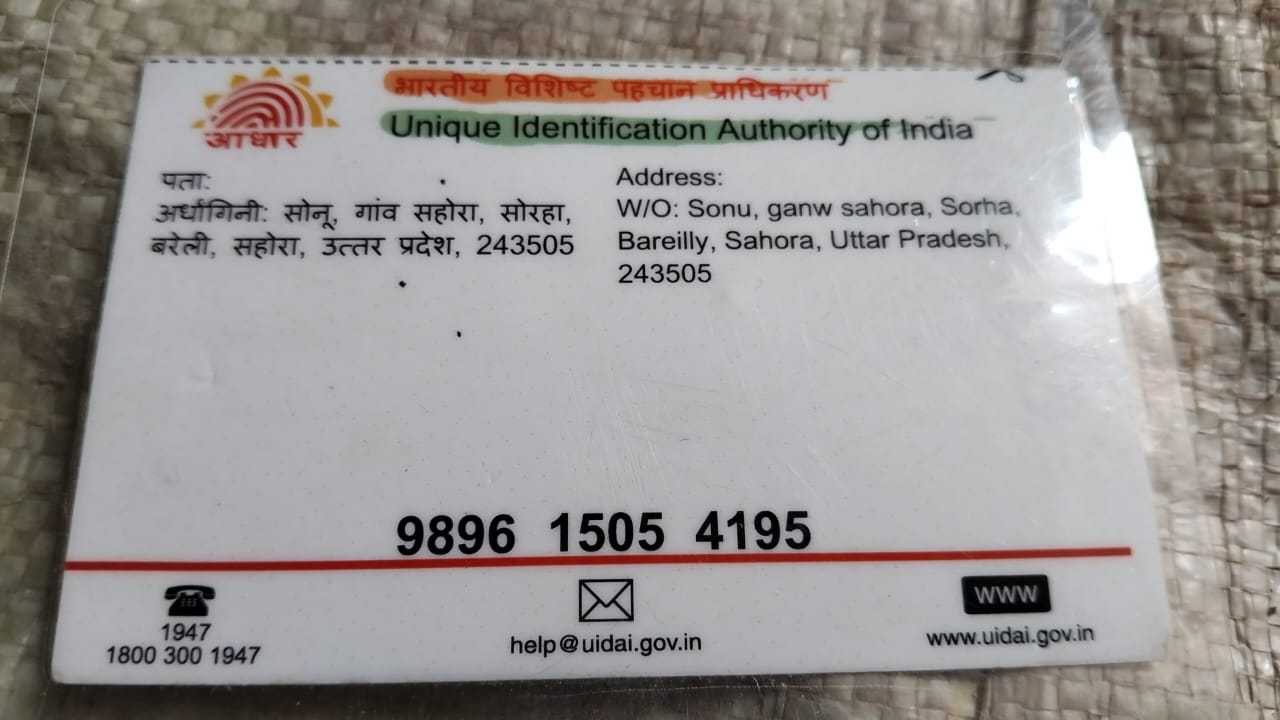 आधार
भारतीय विशिष्ट पहचान प्राधिकरण
Unique Identification Authority of India
पता:
अर्धांगिनी: सोनू, गांव सहोरा, सोरहा,
बरेली, सहोरा, उत्तर प्रदेश, 243505
Address:
W/O: Sonu, ganw sahora, Sorha,
Bareilly, Sahora, Uttar Pradesh,
243505
9896 1505 4195
1947
1800 300 1947
help@uidai.gov.in
www
www.uidai.gov.in